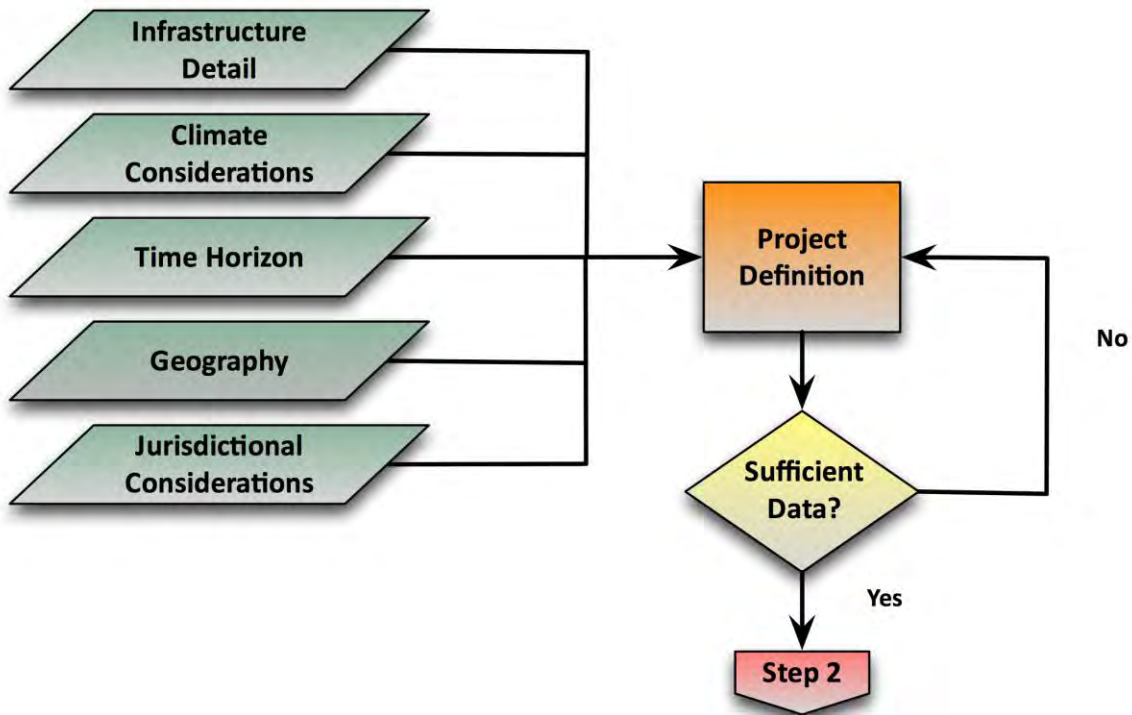 Infrastructure
Detail
Climate
Considerations
Time Horizon
Geography
Jurisdictional
Considerations
Project
Definition
No
Sufficient
Data?
Yes
Step 2